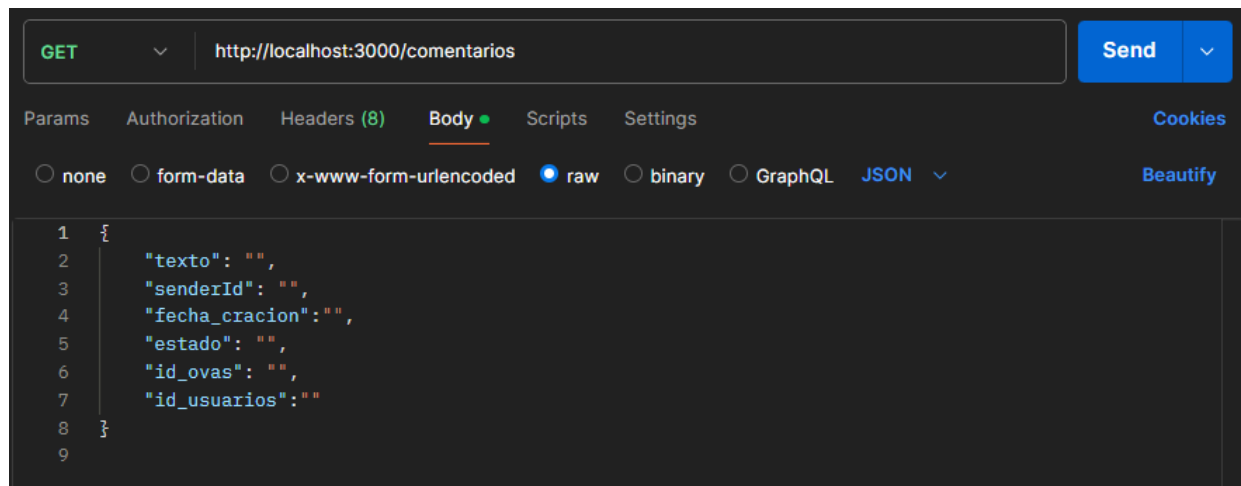 GET http://localhost:3000/comentarios Send
Params Authorization Headers (8) Body Scripts Settings Cookies
none form-data x-www-form-urlencoded raw binary GraphQL JSON Beautify
1 {
2 "texto": "",
3 "senderId": "",
4 "fecha_cracion":"",
5 "estado": "",
6 "id_ovas": "",
7 "id_usuarios":""
8 }
9